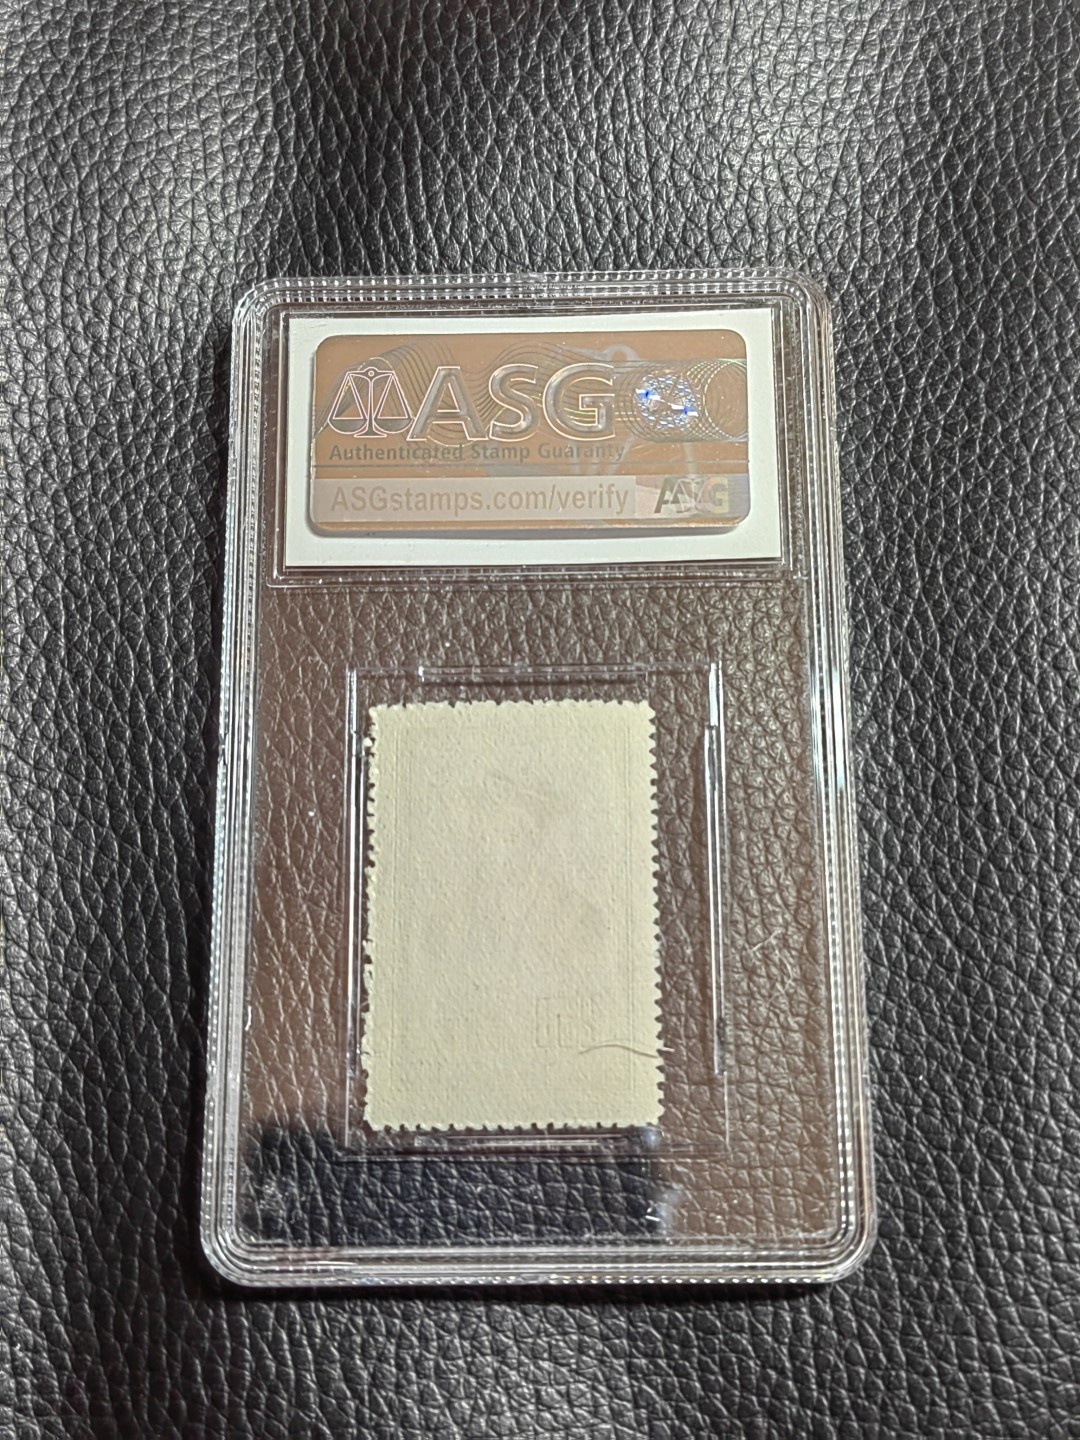 ASG
Authenticated Stamp Guaranty
ASGstamps.com/verify ASG